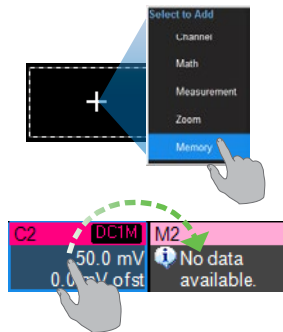 Select to Add
Channel
Math
Measurement
Zoom
Memory
C2 DC1M M2
50.0 mV No data
0.0 mV ofst available.